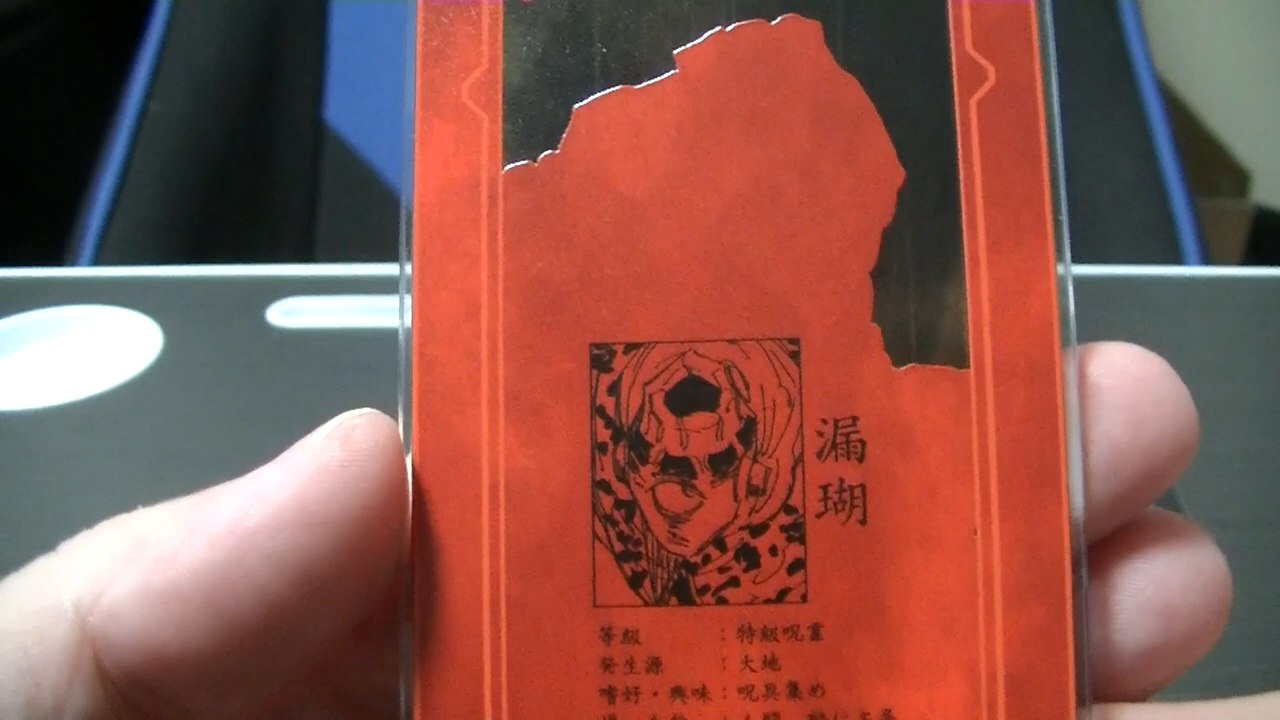 漏瑚
等級 : 特級呪霊
発生源 : 大地
嗜好・興味 : 呪具集め